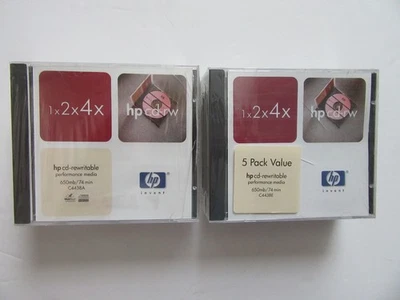 1x2x4x
hp cd-rw
hp cd-rewritable
performance media
650mb/74 min
hp
invent
1x2x4x
hp cd-rw
5 Pack Value
hp cd-rewritable
performance media
650mb/74 min
hp
invent